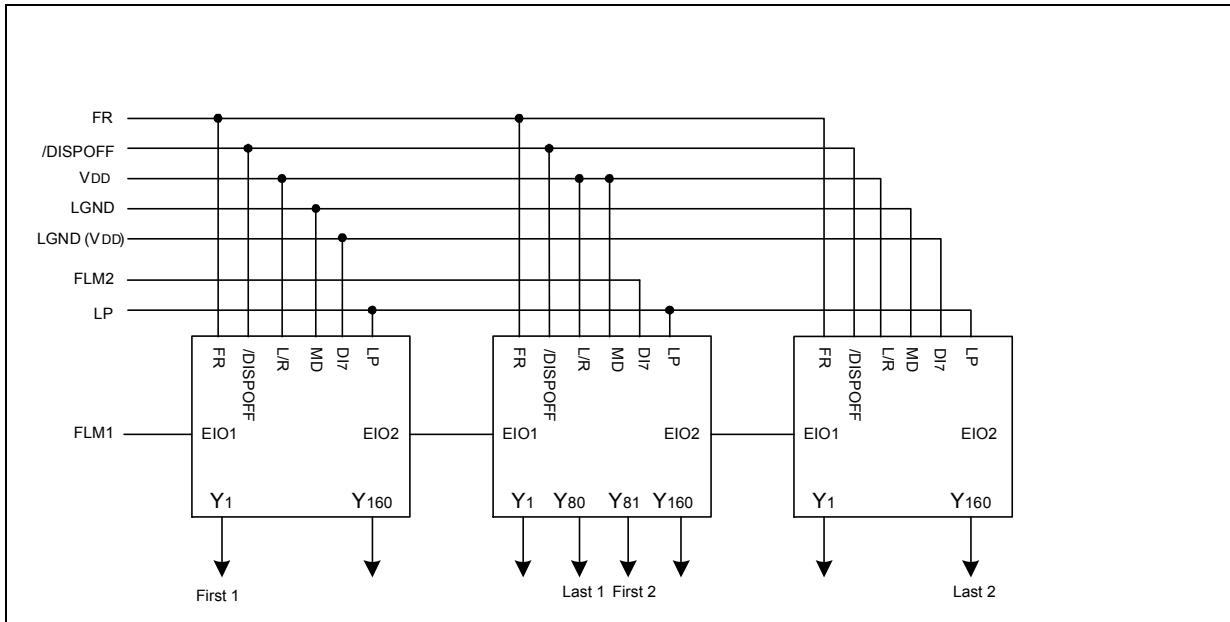 FR
/DISPOFF
VDD
LGND
LGND (VDD)
FLM2
LP
FR /DISPOFF L/R MD DI7 LP
FR /DISPOFF L/R MD DI7 LP
FR /DISPOFF L/R MD DI7 LP
FLM1
EIO1 EIO2
EIO1 EIO2
EIO1 EIO2
Y1 Y160
Y1 Y80 Y81 Y160
Y1 Y160
First 1
Last 1 First 2
Last 2